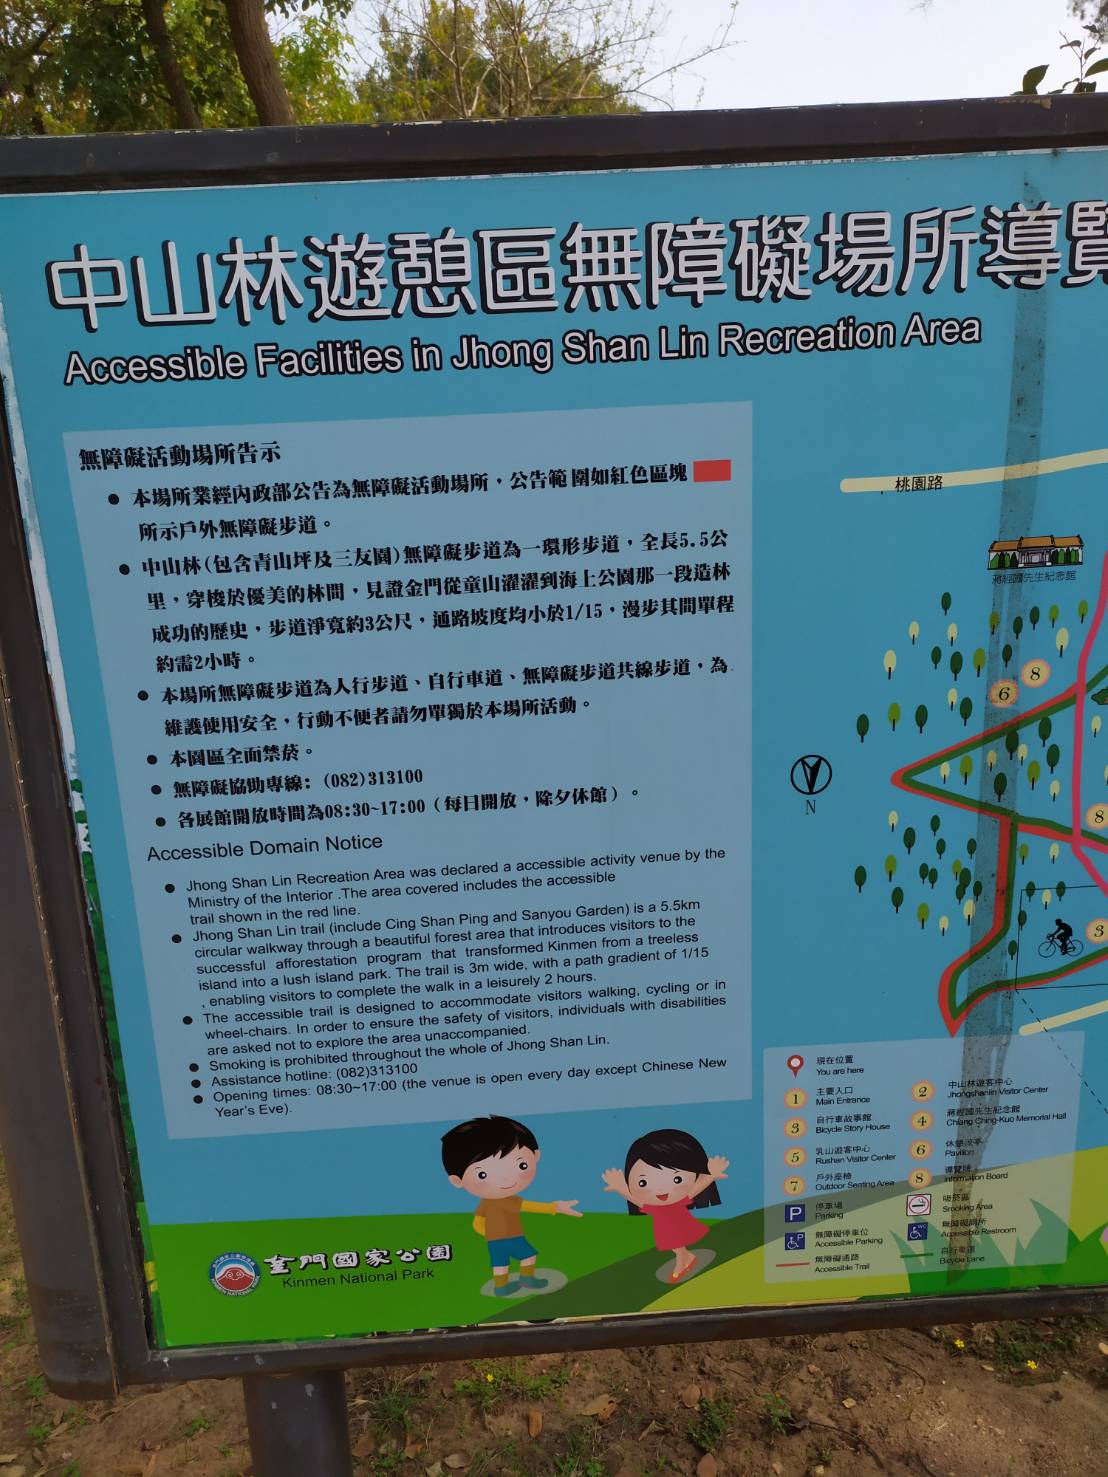 中山林遊憩區無障礙場所導覽
Accessible Facilities in Jhong Shan Lin Recreation Area
無障礙活動場所告示
● 本場所業經內政部公告為無障礙活動場所，公告範圍如紅色區塊
所示戶外無障礙步道。
● 中山林(包含青山坪及三友園)無障礙步道為一環形步道，全長5.5公
里，穿梭於優美的林間，見證金門從童山濯濯到海上公園那一段造林
成功的歷史，步道淨寬約3公尺，通路坡度均小於1/15，漫步其間單程
約需2小時。
● 本場所無障礙步道為人行步道、自行車道、無障礙步道共線步道，為
維護使用安全，行動不便者請勿單獨於本場所活動。
● 本園區全面禁菸。
● 無障礙協助專線: (082)313100
● 各展館開放時間為08:30~17:00（每日開放，除夕休館）。
Accessible Domain Notice
● Jhong Shan Lin Recreation Area was declared a accessible activity venue by the
Ministry of the Interior .The area covered includes the accessible
trail shown in the red line.
● Jhong Shan Lin trail (include Cing Shan Ping and Sanyou Garden) is a 5.5km
circular walkway through a beautiful forest area that introduces visitors to the
successful afforestation program that transformed Kinmen from a treeless
island into a lush island park. The trail is 3m wide, with a path gradient of 1/15
, enabling visitors to complete the walk in a leisurely 2 hours.
● The accessible trail is designed to accommodate visitors walking, cycling or in
wheel-chairs. In order to ensure the safety of visitors, individuals with disabilities
are asked not to explore the area unaccompanied.
● Smoking is prohibited throughout the whole of Jhong Shan Lin.
● Assistance hotline: (082)313100
● Opening times: 08:30~17:00 (the venue is open every day except Chinese New
Year's Eve).
桃園路
蔣經國先生紀念館
8
6
N
8
3
現在位置
You are here
1 主要入口
Main Entrance
2 中山林遊客中心
Jhongshanlin Visitor Center
3 自行車故事館
Bicycle Story House
4 蔣經國先生紀念館
Chiang Ching-Kuo Memorial Hall
5 乳山遊客中心
Rushan Visitor Center
6 休憩涼亭
Pavilion
7 戶外座椅
Outdoor Seating Area
8 導覽牌
Information Board
P 停車場
Parking
吸菸區
Smoking Area
P 無障礙停車位
Accessible Parking
WC 無障礙廁所
Accessible Restroom
無障礙通路
Accessible Trail
自行車道
Bicycle Lane
金門國家公園
Kinmen National Park